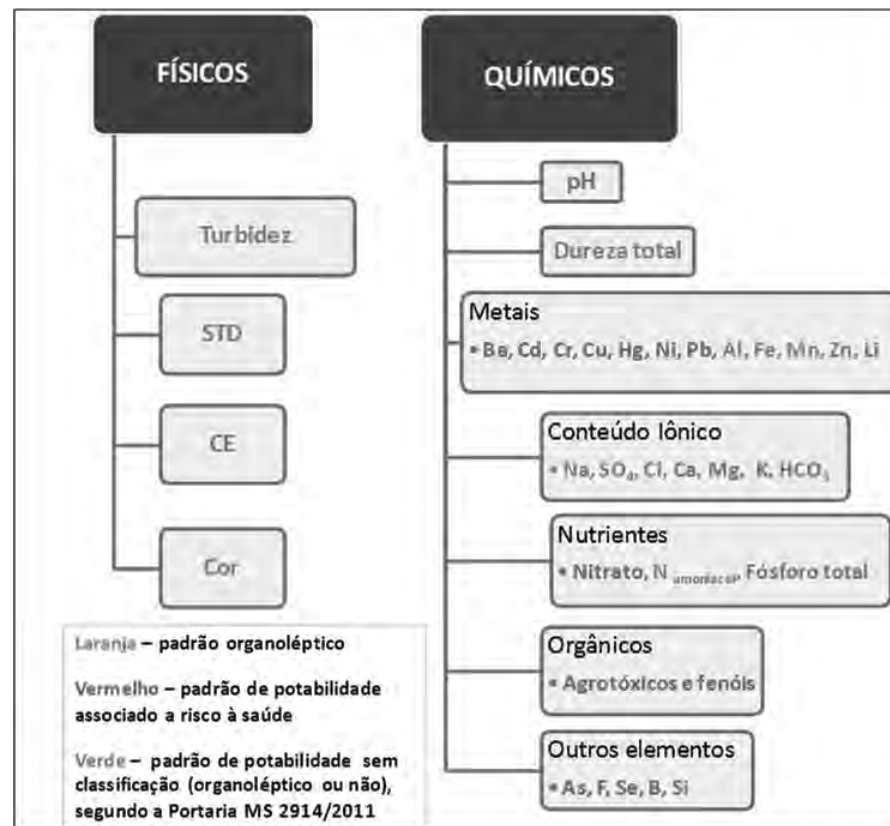 FÍSICOS
Turbidez
STD
CE
Cor
Laranja – padrão organoléptico
Vermelho – padrão de potabilidade
associado a risco à saúde
Verde – padrão de potabilidade sem
classificação (organoléptico ou não),
segundo a Portaria MS 2914/2011
QUÍMICOS
pH
Dureza total
Metais
• Ba, Cd, Cr, Cu, Hg, Ni, Pb, Al, Fe, Mn, Zn, Li
Conteúdo Iônico
• Na, SO₄, Cl, Ca, Mg, K, HCO₃
Nutrientes
• Nitrato, N amoniacal, Fósforo total
Orgânicos
• Agrotóxicos e fenóis
Outros elementos
• As, F, Se, B, Si